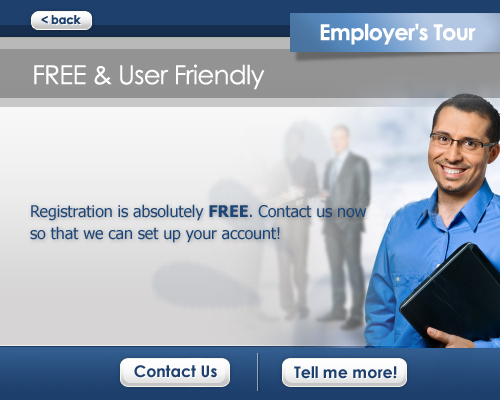 < back
Employer's Tour
FREE & User Friendly
Registration is absolutely FREE. Contact us now
so that we can set up your account!
Contact Us
Tell me more!